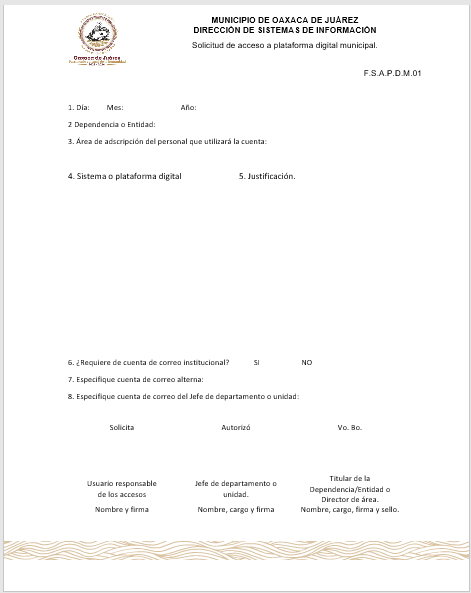 MUNICIPIO DE OAXACA DE JUÁREZ
DIRECCIÓN DE SISTEMAS DE INFORMACIÓN
Solicitud de acceso a plataforma digital municipal.
Oaxaca de Juárez
F.S.A.P.D.M.01
1. Día: Mes: Año:
2 Dependencia o Entidad:
3. Área de adscripción del personal que utilizará la cuenta:
4. Sistema o plataforma digital 5. Justificación.
6. ¿Requiere de cuenta de correo institucional? SI NO
7. Especifique cuenta de correo alterna:
8. Especifique cuenta de correo del Jefe de departamento o unidad:
Solicita Autorizó Vo. Bo.
Usuario responsable de los accesos
Nombre y firma
Jefe de departamento o unidad.
Nombre, cargo y firma
Titular de la
Dependencia/Entidad o
Director de área.
Nombre, cargo, firma y sello.